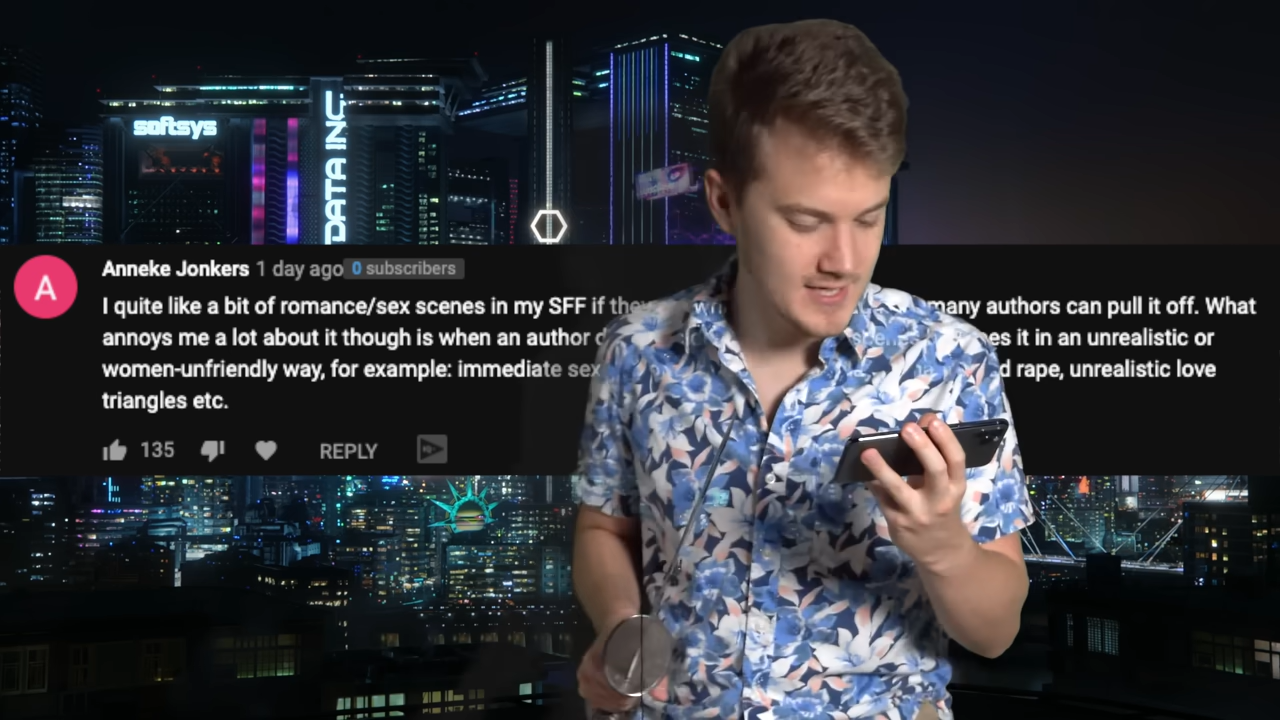 softsys
DATA INC.
A
Anneke Jonkers 1 day ago 0 subscribers
I quite like a bit of romance/sex scenes in my SFF if they many authors can pull it off. What
annoys me a lot about it though is when an author it in an unrealistic or
women-unfriendly way, for example: immediate sex rape, unrealistic love
triangles etc.
135
REPLY